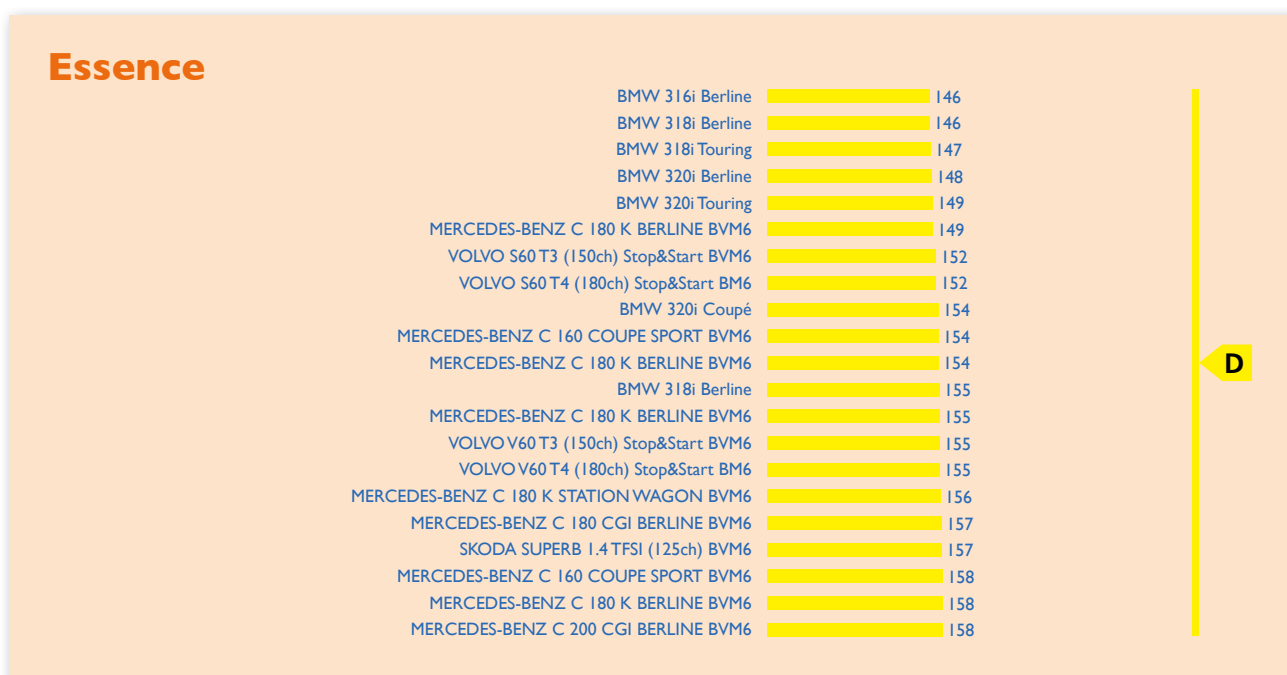 Essence
BMW 316i Berline 146
BMW 318i Berline 146
BMW 318i Touring 147
BMW 320i Berline 148
BMW 320i Touring 149
MERCEDES-BENZ C 180 K BERLINE BVM6 149
VOLVO S60 T3 (150ch) Stop&Start BVM6 152
VOLVO S60 T4 (180ch) Stop&Start BM6 152
BMW 320i Coupé 154
MERCEDES-BENZ C 160 COUPE SPORT BVM6 154
MERCEDES-BENZ C 180 K BERLINE BVM6 154
D
BMW 318i Berline 155
MERCEDES-BENZ C 180 K BERLINE BVM6 155
VOLVO V60 T3 (150ch) Stop&Start BVM6 155
VOLVO V60 T4 (180ch) Stop&Start BM6 155
MERCEDES-BENZ C 180 K STATION WAGON BVM6 156
MERCEDES-BENZ C 180 CGI BERLINE BVM6 157
SKODA SUPERB 1.4 TFSI (125ch) BVM6 157
MERCEDES-BENZ C 160 COUPE SPORT BVM6 158
MERCEDES-BENZ C 180 K BERLINE BVM6 158
MERCEDES-BENZ C 200 CGI BERLINE BVM6 158